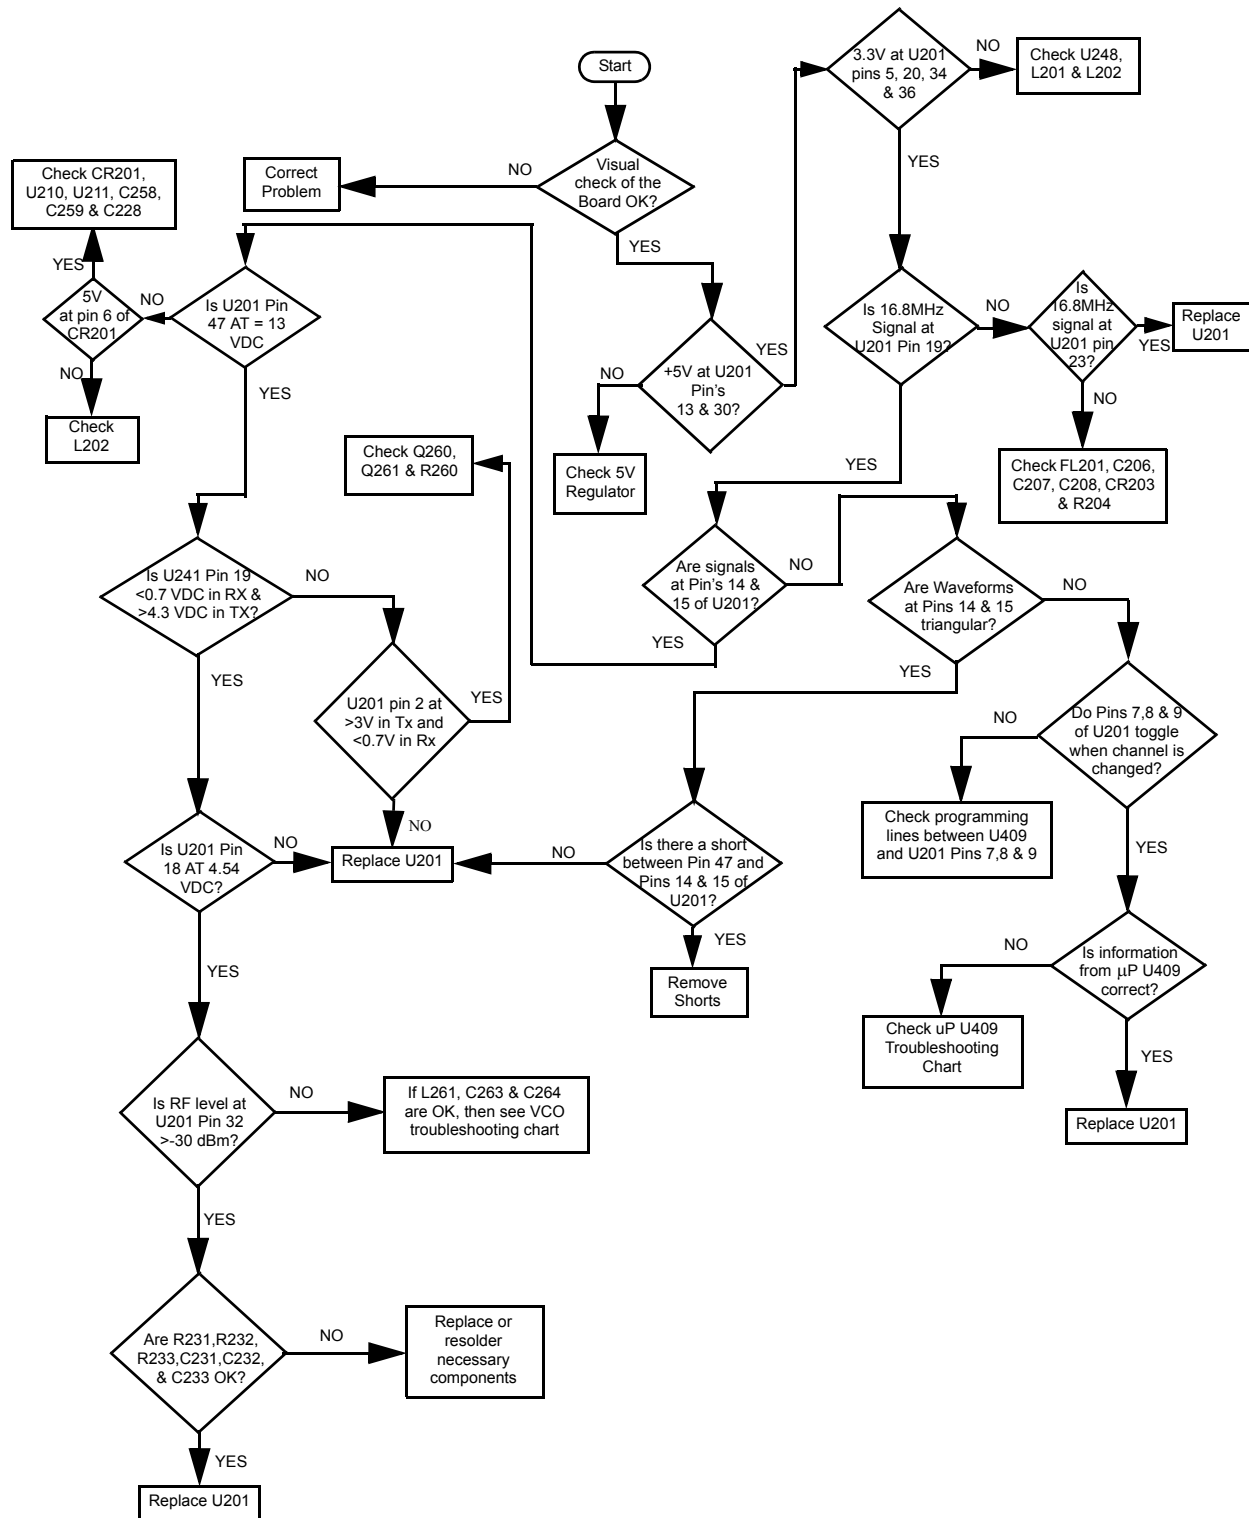 Start
3.3V at U201
pins 5, 20, 34
& 36
NO
Check U248,
L201 & L202
YES
Visual
check of the
Board OK?
NO
Correct
Problem
YES
Check CR201,
U210, U211, C258,
C259 & C228
YES
5V
at pin 6 of
CR201
NO
Is U201 Pin
47 AT = 13
VDC
NO
Check
L202
YES
+5V at U201
Pin's
13 & 30?
YES
NO
Check 5V
Regulator
Is 16.8MHz
Signal at
U201 Pin 19?
NO
Is
16.8MHz
signal at
U201 pin
23?
YES
Replace
U201
NO
Check FL201, C206,
C207, C208, CR203
& R204
YES
Check Q260,
Q261 & R260
Is U241 Pin 19
<0.7 VDC in RX &
>4.3 VDC in TX?
NO
YES
U201 pin 2 at
>3V in Tx and
<0.7V in Rx
YES
NO
Are signals
at Pin's 14 &
15 of U201?
NO
YES
Are Waveforms
at Pins 14 & 15
triangular?
NO
YES
Do Pins 7,8 & 9
of U201 toggle
when channel is
changed?
NO
Check programming
lines between U409
and U201 Pins 7,8 & 9
YES
Is U201 Pin
18 AT 4.54
VDC?
NO
Replace U201
NO
Is there a short
between Pin 47 and
Pins 14 & 15 of
U201?
YES
Remove
Shorts
Is information
from µP U409
correct?
NO
Check uP U409
Troubleshooting
Chart
YES
Replace U201
YES
Is RF level at
U201 Pin 32
>-30 dBm?
NO
If L261, C263 & C264
are OK, then see VCO
troubleshooting chart
YES
Are R231,R232,
R233,C231,C232,
& C233 OK?
NO
Replace or
resolder
necessary
components
YES
Replace U201